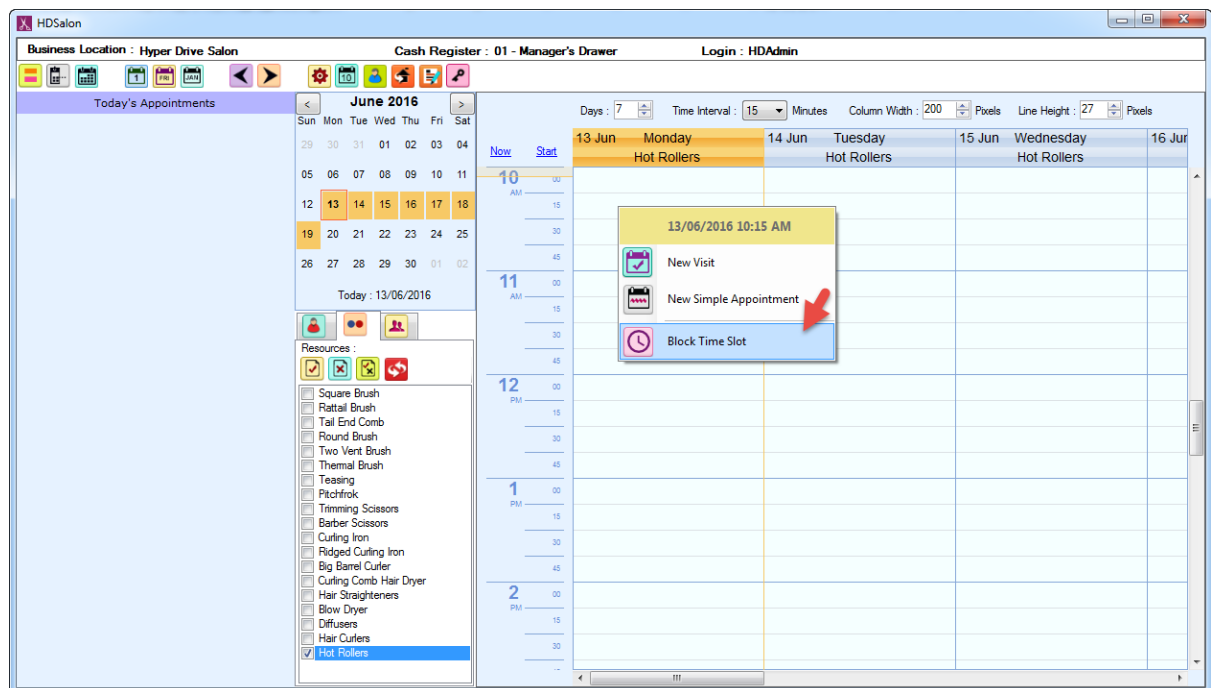 HDSalon
Business Location : Hyper Drive Salon Cash Register : 01 - Manager's Drawer Login : HDAdmin
1 FRI JAN 10
Today's Appointments
< June 2016 >
Sun Mon Tue Wed Thu Fri Sat
29 30 31 01 02 03 04
05 06 07 08 09 10 11
12 13 14 15 16 17 18
19 20 21 22 23 24 25
26 27 28 29 30 01 02
Today : 13/06/2016
Resources :
Square Brush
Rattail Brush
Tail End Comb
Round Brush
Two Vent Brush
Thermal Brush
Teasing
Pitchfrok
Trimming Scissors
Barber Scissors
Curling Iron
Ridged Curling Iron
Big Barrel Curler
Curling Comb Hair Dryer
Hair Straighteners
Blow Dryer
Diffusers
Hair Curlers
Hot Rollers
Days : 7 Time Interval : 15 Minutes Column Width : 200 Pixels Line Height : 27 Pixels
13 Jun Monday 14 Jun Tuesday 15 Jun Wednesday 16 Jun
Now Start Hot Rollers Hot Rollers Hot Rollers
10 AM 00
15
30
45
11 AM 00
15
30
45
12 PM 00
15
30
45
1 PM 00
15
30
45
2 PM 00
15
30
13/06/2016 10:15 AM
New Visit
New Simple Appointment
Block Time Slot